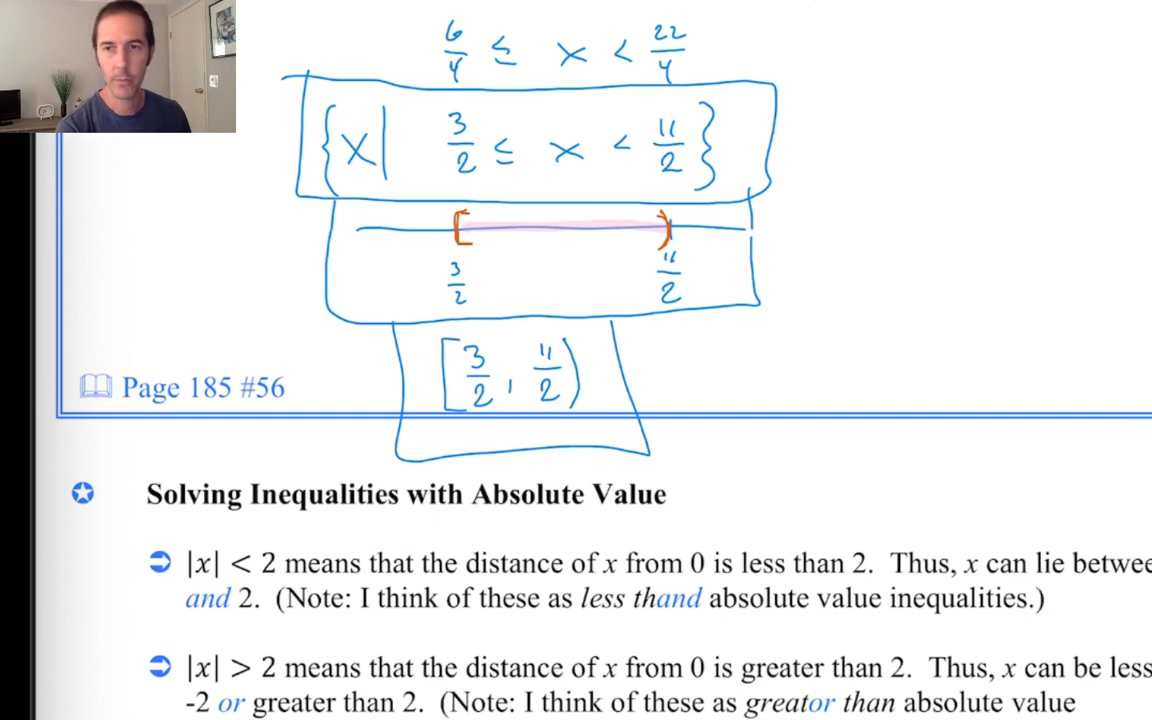 6/4 ≤ x < 22/4
{x| 3/2 ≤ x < 11/2}
[ )
3/2 11/2
[3/2, 11/2)
Page 185 #56
Solving Inequalities with Absolute Value
|x| < 2 means that the distance of x from 0 is less than 2. Thus, x can lie betwee
and 2. (Note: I think of these as less thand absolute value inequalities.)
|x| > 2 means that the distance of x from 0 is greater than 2. Thus, x can be less
-2 or greater than 2. (Note: I think of these as greator than absolute value